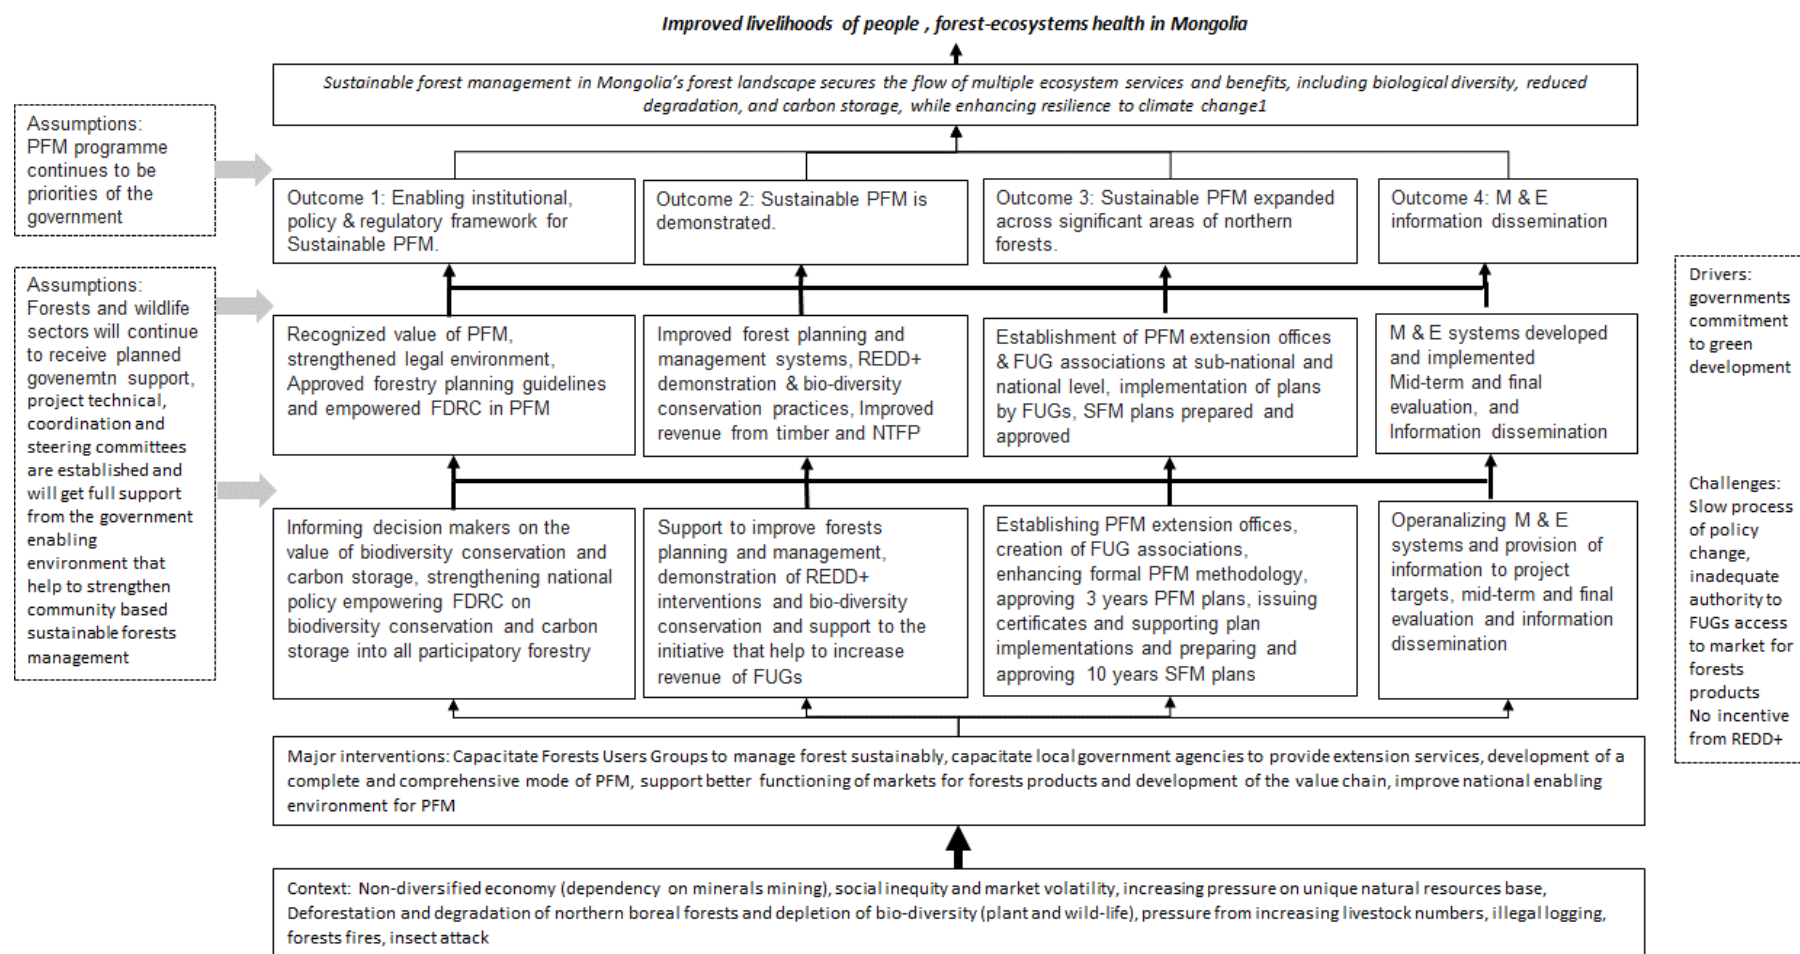 Improved livelihoods of people , forest-ecosystems health in Mongolia
Sustainable forest management in Mongolia's forest landscape secures the flow of multiple ecosystem services and benefits, including biological diversity, reduced
degradation, and carbon storage, while enhancing resilience to climate change1
Assumptions:
PFM programme
continues to be
priorities of the
government
Outcome 1: Enabling institutional,
policy & regulatory framework for
Sustainable PFM.
Outcome 2: Sustainable PFM is
demonstrated.
Outcome 3: Sustainable PFM expanded
across significant areas of northern
forests.
Outcome 4: M & E
information dissemination
Assumptions:
Forests and wildlife
sectors will continue
to receive planned
govenemtn support,
project technical,
coordination and
steering committees
are established and
will get full support
from the government
enabling
environment that
help to strengthen
community based
sustainable forests
management
Recognized value of PFM,
strengthened legal environment,
Approved forestry planning guidelines
and empowered FDRC in PFM
Improved forest planning and
management systems, REDD+
demonstration & bio-diversity
conservation practices, Improved
revenue from timber and NTFP
Establishment of PFM extension offices
& FUG associations at sub-national and
national level, implementation of plans
by FUGs, SFM plans prepared and
approved
M & E systems developed
and implemented
Mid-term and final
evaluation, and
Information dissemination
Drivers:
governments
commitment
to green
development
Challenges:
Slow process
of policy
change,
inadequate
authority to
FUGs access
to market for
forests
products
No incentive
from REDD+
Informing decision makers on the
value of biodiversity conservation and
carbon storage, strengthening national
policy empowering FDRC on
biodiversity conservation and carbon
storage into all participatory forestry
Support to improve forests
planning and management,
demonstration of REDD+
interventions and bio-diversity
conservation and support to the
initiative that help to increase
revenue of FUGs
Establishing PFM extension offices,
creation of FUG associations,
enhancing formal PFM methodology,
approving 3 years PFM plans, issuing
certificates and supporting plan
implementations and preparing and
approving 10 years SFM plans
Operanalizing M & E
systems and provision of
information to project
targets, mid-term and final
evaluation and information
dissemination
Major interventions: Capacitate Forests Users Groups to manage forest sustainably, capacitate local government agencies to provide extension services, development of a
complete and comprehensive mode of PFM, support better functioning of markets for forests products and development of the value chain, improve national enabling
environment for PFM
Context: Non-diversified economy (dependency on minerals mining), social inequity and market volatility, increasing pressure on unique natural resources base,
Deforestation and degradation of northern boreal forests and depletion of bio-diversity (plant and wild-life), pressure from increasing livestock numbers, illegal logging,
forests fires, insect attack